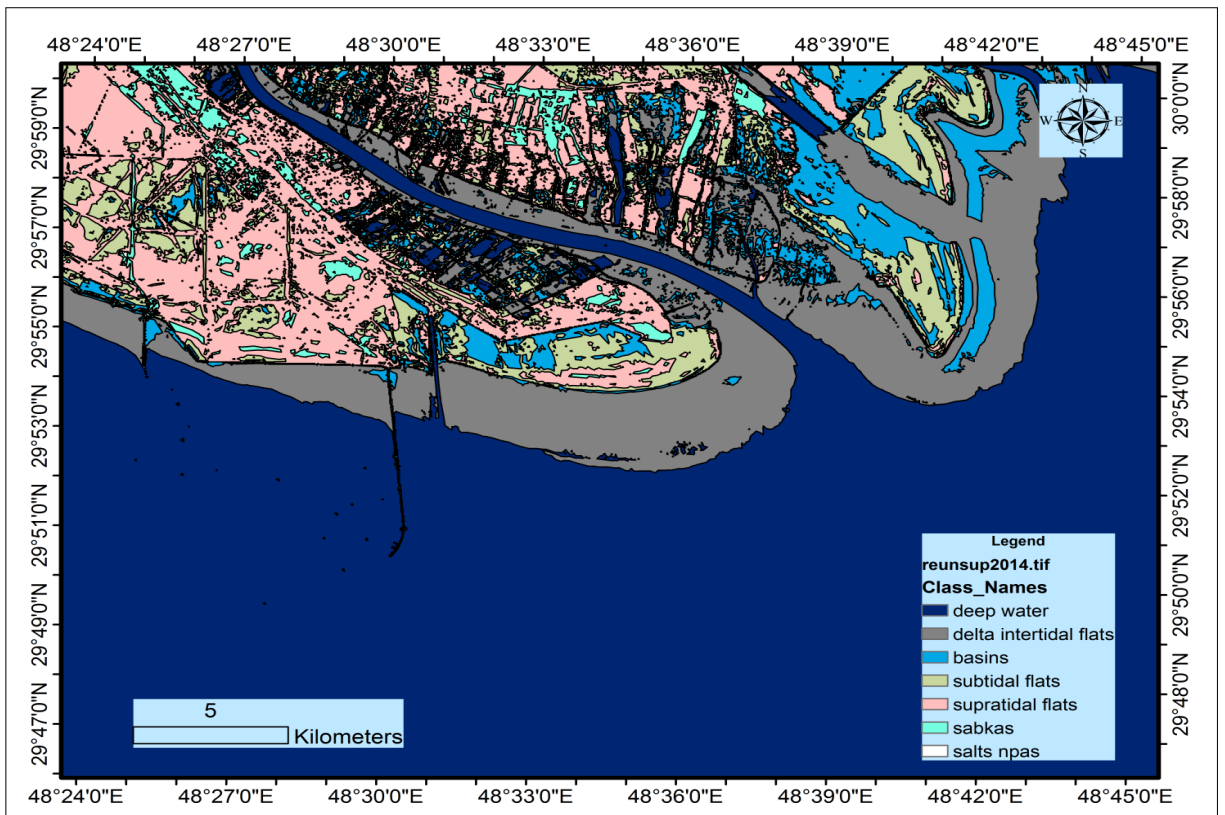 48°24'0"E 48°27'0"E 48°30'0"E 48°33'0"E 48°36'0"E 48°39'0"E 48°42'0"E 48°45'0"E
N
W E
S
29°59'0"N
29°57'0"N
29°55'0"N
29°53'0"N
29°51'0"N
29°49'0"N
29°47'0"N
30°0'0"N
29°58'0"N
29°56'0"N
29°54'0"N
29°52'0"N
29°50'0"N
29°48'0"N
Legend
reunsup2014.tif
Class_Names
deep water
delta intertidal flats
basins
subtidal flats
supratidal flats
sabkas
salts npas
5
Kilometers
48°24'0"E 48°27'0"E 48°30'0"E 48°33'0"E 48°36'0"E 48°39'0"E 48°42'0"E 48°45'0"E